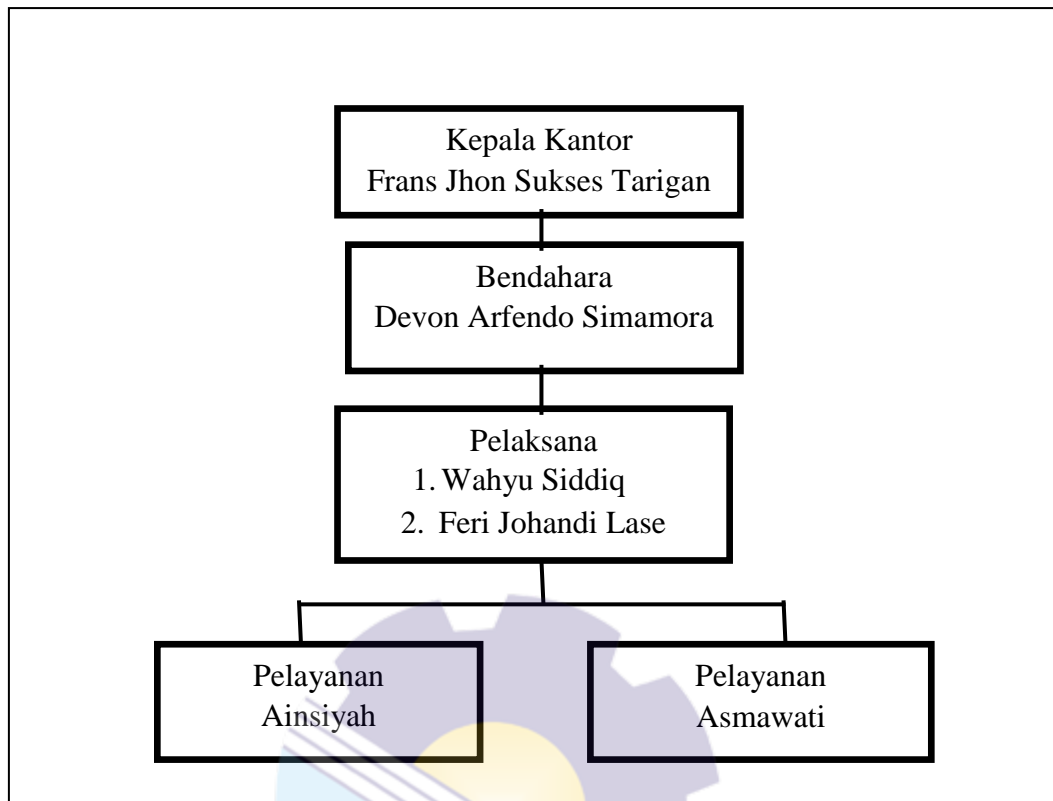 Kepala Kantor
Frans Jhon Sukses Tarigan
Bendahara
Devon Arfendo Simamora
Pelaksana
1. Wahyu Siddiq
2. Feri Johandi Lase
Pelayanan
Ainsiyah
Pelayanan
Asmawati